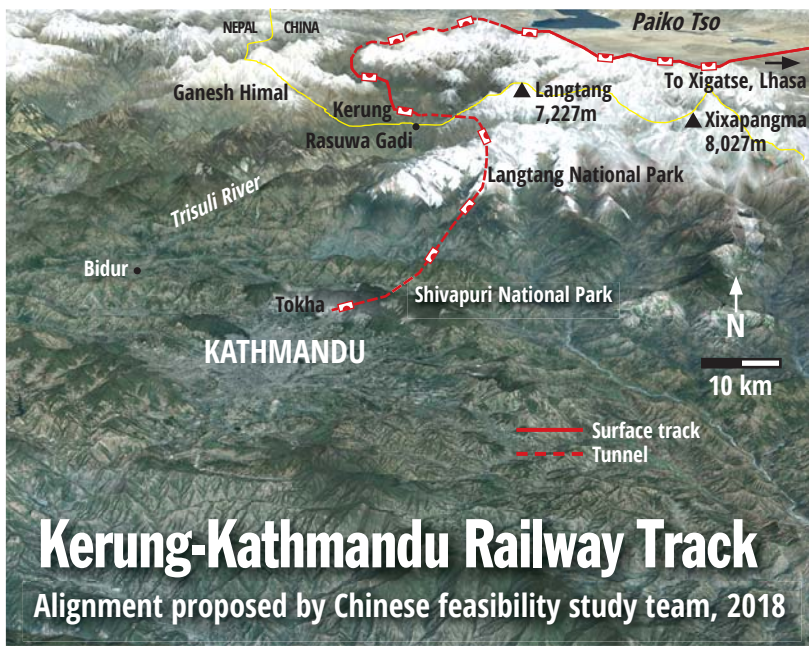 Paiko Tso
NEPAL
CHINA
To Xigatse, Lhasa
Ganesh Himal
Langtang
7,227m
Kerung
Xixapangma
8,027m
Rasuwa Gadi
Langtang National Park
Trisuli River
Bidur
Shivapuri National Park
Tokha
N
KATHMANDU
10 km
Surface track
Tunnel
Kerung-Kathmandu Railway Track
Alignment proposed by Chinese feasibility study team, 2018